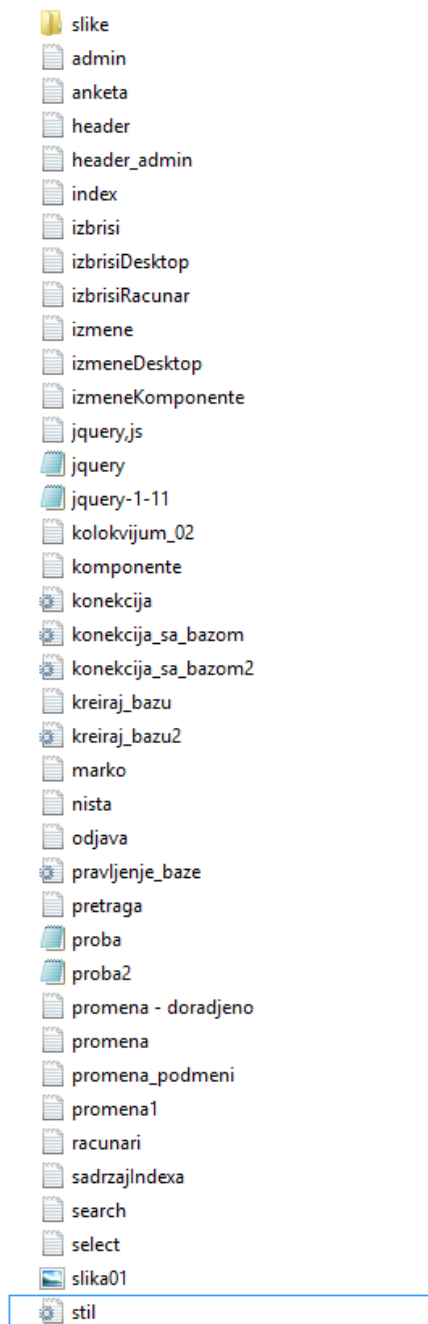 slike
admin
anketa
header
header_admin
index
izbrisi
izbrisiDesktop
izbrisiRacunar
izmene
izmeneDesktop
izmeneKomponente
jquery,js
jquery
jquery-1-11
kolokvijum_02
komponente
konekcija
konekcija_sa_bazom
konekcija_sa_bazom2
kreiraj_bazu
kreiraj_bazu2
marko
nista
odjava
pravljenje_baze
pretraga
proba
proba2
promena - doradjeno
promena
promena_podmeni
promena1
racunari
sadrzajIndexa
search
select
slika01
stil